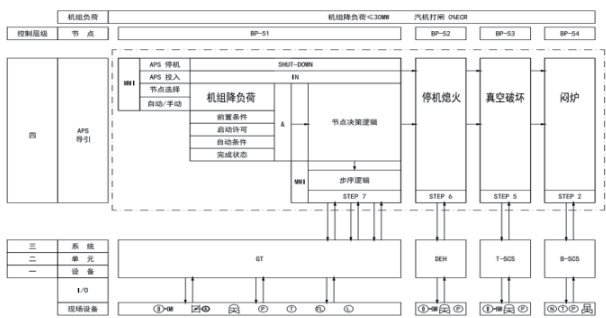 机组负荷 机组降负荷≤30MW 汽机打闸 0%ECR
控制层级 节 点 BP-51 BP-52 BP-53 BP-54
四 APS 导引
MMI
APS 停机 SHUT-DOWN
APS 投入 IN
节点选择
自动/手动
机组降负荷
前置条件
启动许可
自动条件
完成状态
&
节点决策逻辑
MMI
步序逻辑
STEP 7
停机熄火
STEP 6
真空破坏
STEP 5
闷炉
STEP 2
三 系 统
二 单 元
一 设 备
GT DEH T-SCS B-SCS
I/O
现场设备